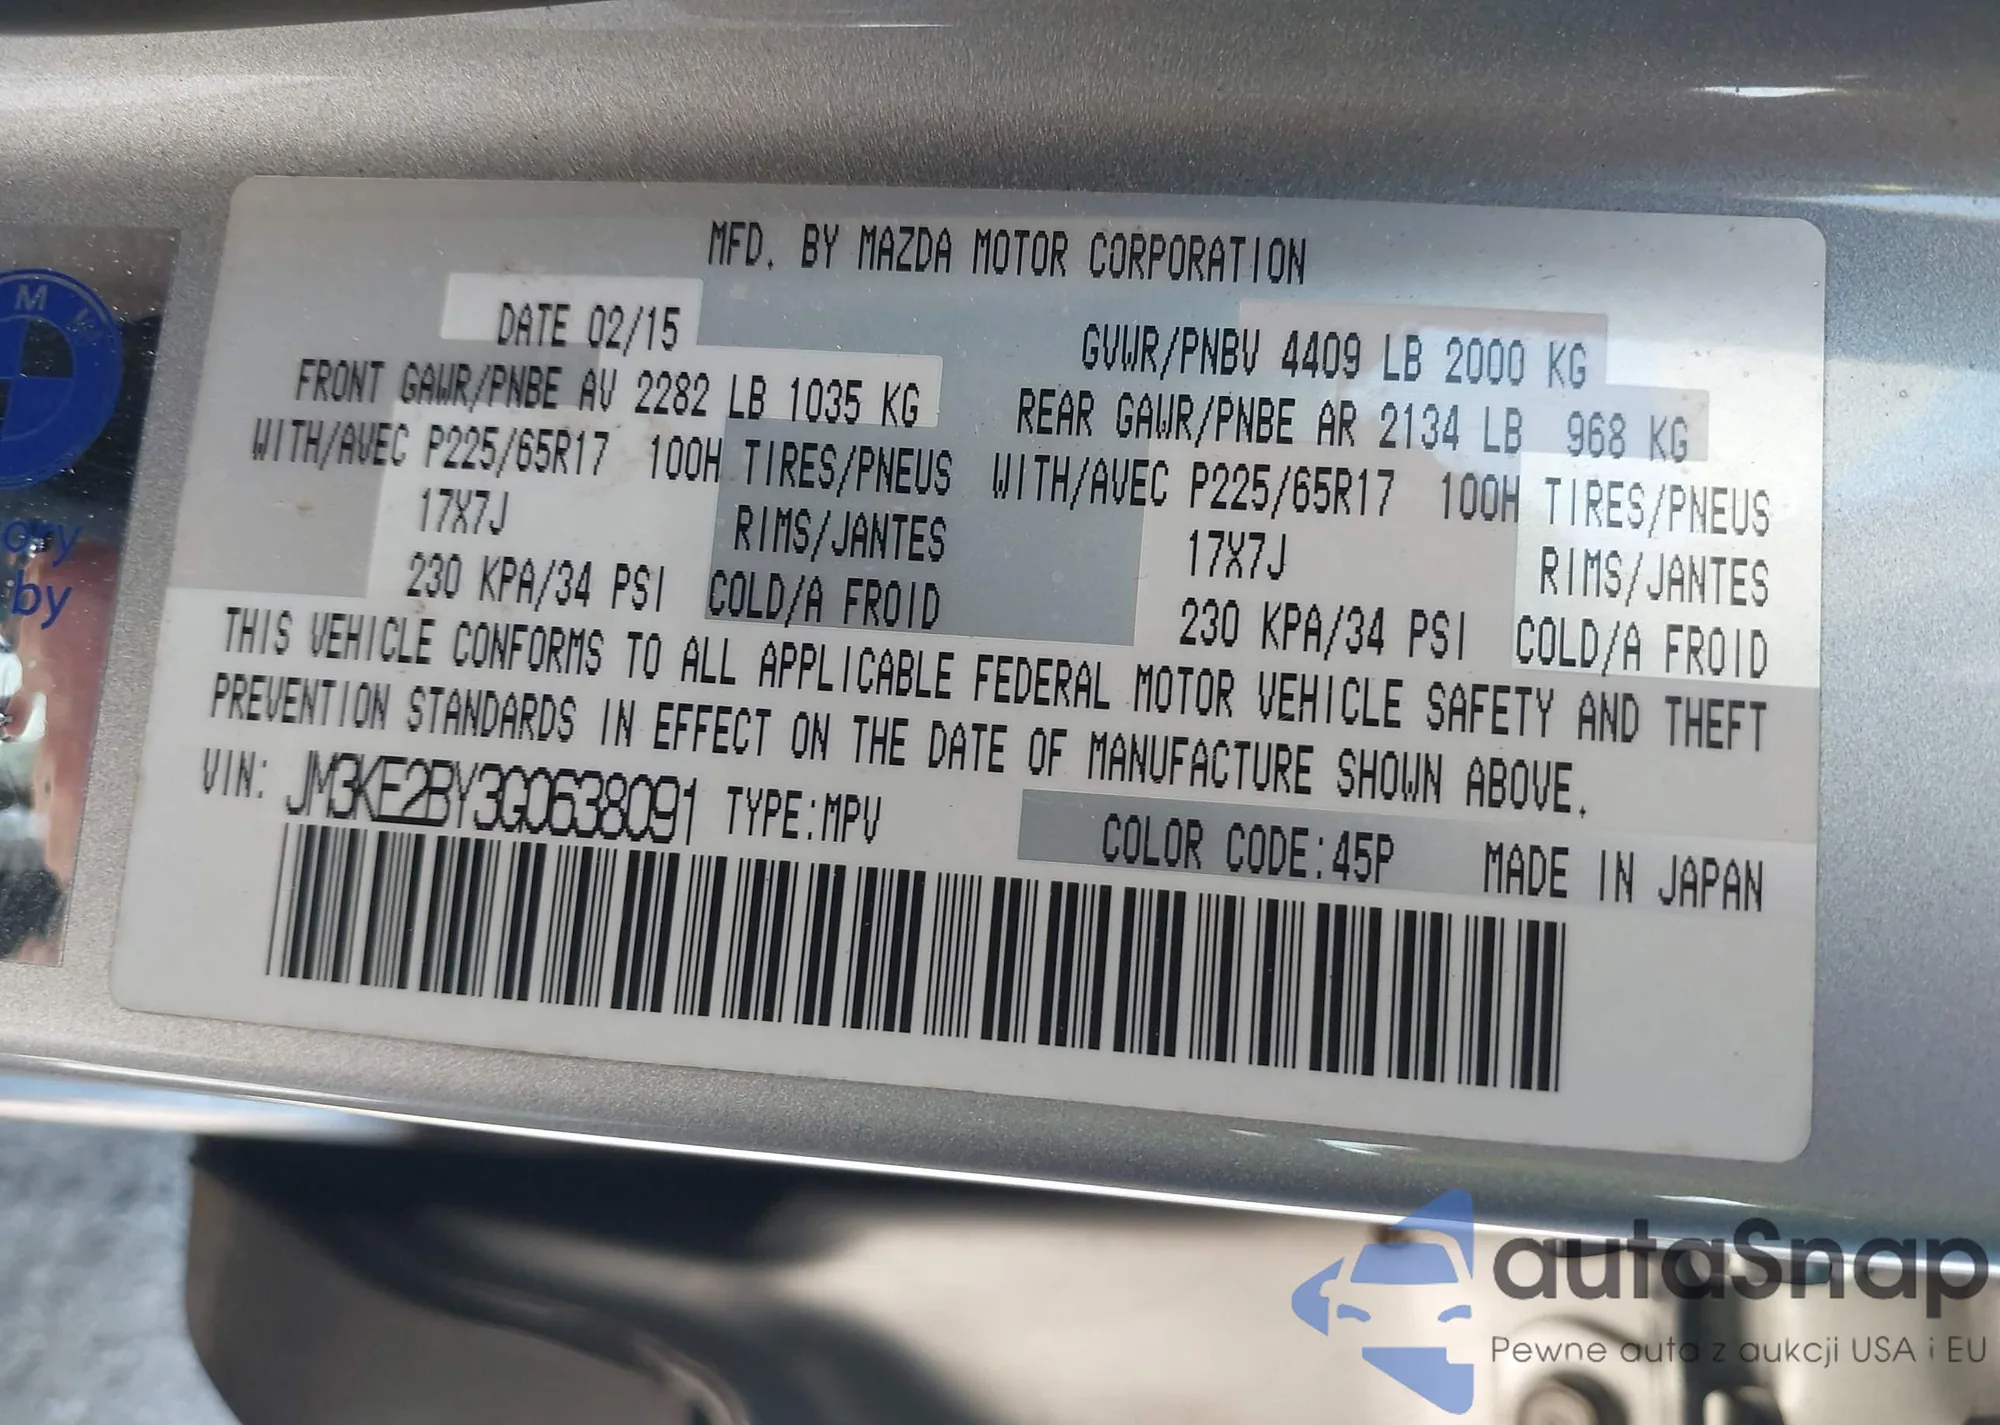 MFD. BY MAZDA MOTOR CORPORATION
DATE 02/15 GVWR/PNBV 4409 LB 2000 KG
FRONT GAWR/PNBE AV 2282 LB 1035 KG REAR GAWR/PNBE AR 2134 LB 968 KG
WITH/AVEC P225/65R17 100H TIRES/PNEUS WITH/AVEC P225/65R17 100H TIRES/PNEUS
17X7J RIMS/JANTES 17X7J RIMS/JANTES
230 KPA/34 PSI COLD/A FROID 230 KPA/34 PSI COLD/A FROID
THIS VEHICLE CONFORMS TO ALL APPLICABLE FEDERAL MOTOR VEHICLE SAFETY AND THEFT
PREVENTION STANDARDS IN EFFECT ON THE DATE OF MANUFACTURE SHOWN ABOVE.
VIN: JM3KE2BY3G0638091 TYPE:MPV COLOR CODE:45P MADE IN JAPAN
M W
by
autaSnap
Pewne auta z aukcji USA i EU